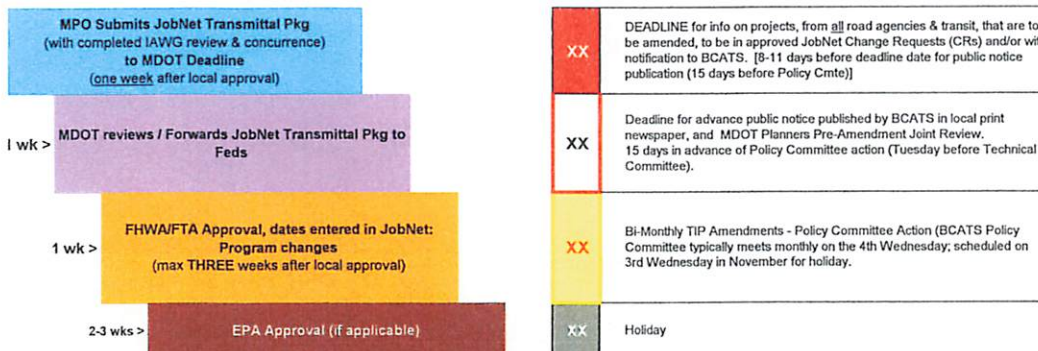 MPO Submits JobNet Transmittal Pkg
(with completed IAWG review & concurrence)
to MDOT Deadline
(one week after local approval)
1 wk >
MDOT reviews / Forwards JobNet Transmittal Pkg to
Feds
1 wk >
FHWA/FTA Approval, dates entered in JobNet:
Program changes
(max THREE weeks after local approval)
2-3 wks >
EPA Approval (if applicable)
XX
DEADLINE for info on projects, from all road agencies & transit, that are to
be amended, to be in approved JobNet Change Requests (CRs) and/or
notification to BCATS. [8-11 days before deadline date for public notice
publication (15 days before Policy Cmte)]
XX
Deadline for advance public notice published by BCATS in local print
newspaper, and MDOT Planners Pre-Amendment Joint Review.
15 days in advance of Policy Committee action (Tuesday before Technical
Committee).
XX
Bi-Monthly TIP Amendments - Policy Committee Action (BCATS Policy
Committee typically meets monthly on the 4th Wednesday; scheduled on
3rd Wednesday in November for holiday.
XX
Holiday